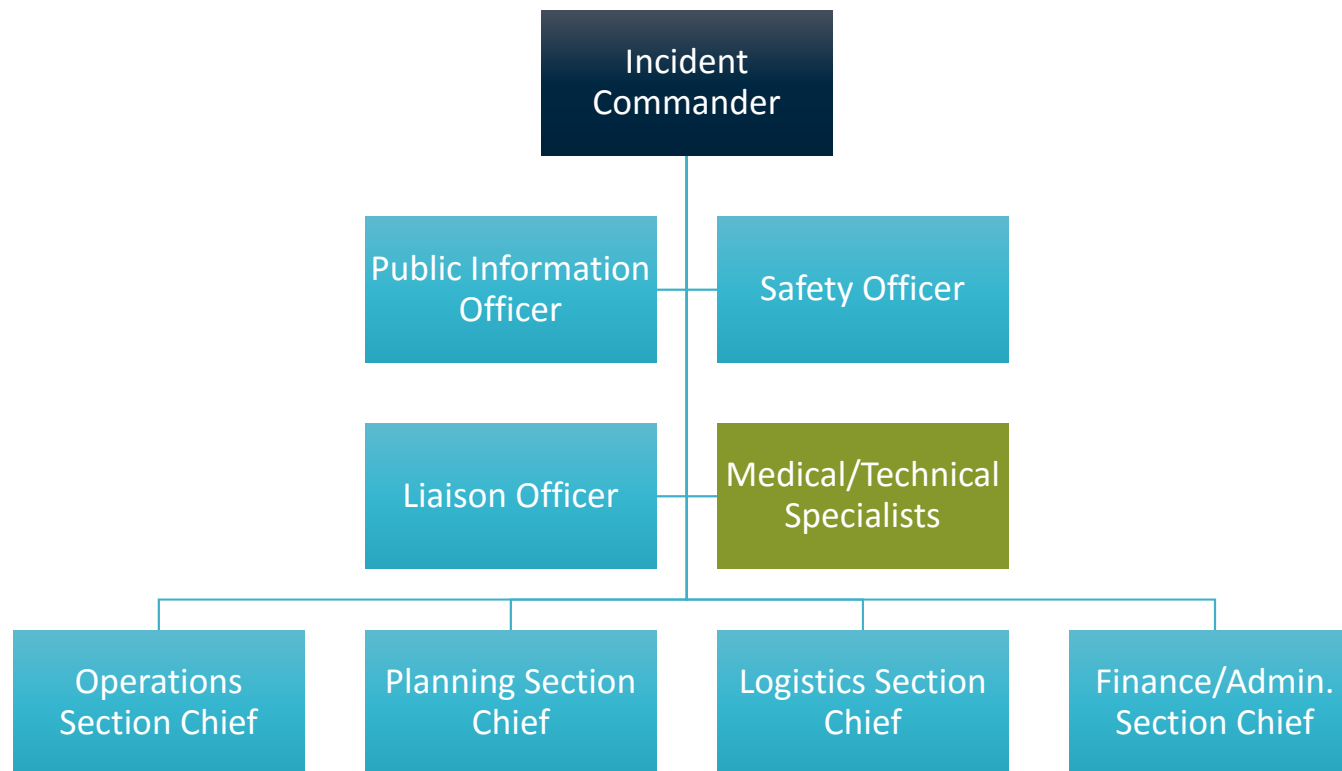 Incident
Commander
Public Information
Officer
Safety Officer
Liaison Officer
Medical/Technical
Specialists
Operations
Section Chief
Planning Section
Chief
Logistics Section
Chief
Finance/Admin.
Section Chief